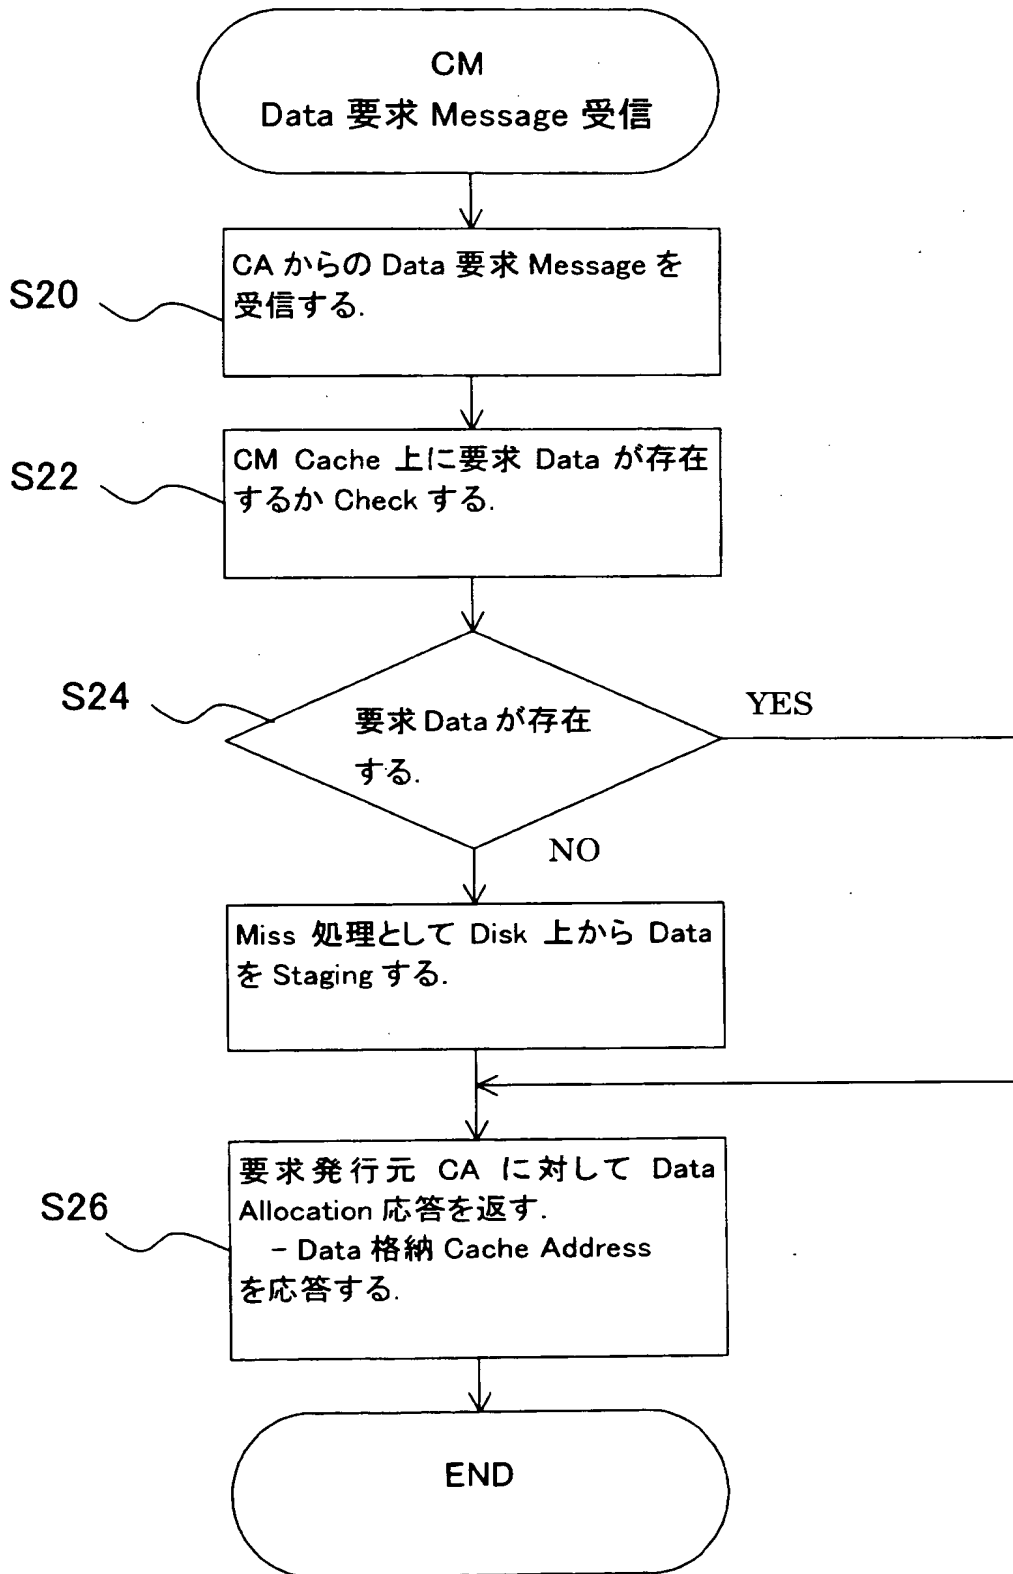 CM
Data 要求 Message 受信
S20
CA からの Data 要求 Message を
受信する.
S22
CM Cache 上に要求 Data が存在
するか Check する.
S24
要求 Data が存在
する.
YES
NO
Miss 処理として Disk 上から Data
を Staging する.
S26
要求発行元 CA に対して Data
Allocation 応答を返す.
- Data 格納 Cache Address
を応答する.
END